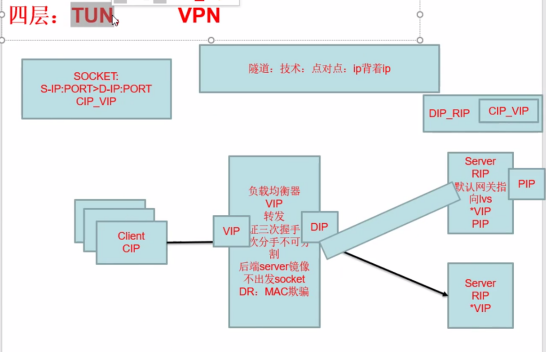 四层：TUN VPN
SOCKET:
S-IP:PORT>D-IP:PORT
CIP_VIP
隧道：技术：点对点：ip背着ip
DIP_RIP
CIP_VIP
Client
CIP
VIP
负载均衡器
VIP
转发
证三次握手
次分手不可分
割
后端server镜像
不出发socket
DR：MAC欺骗
DIP
Server
RIP
默认网关指
向lvs
*VIP
PIP
PIP
Server
RIP
*VIP